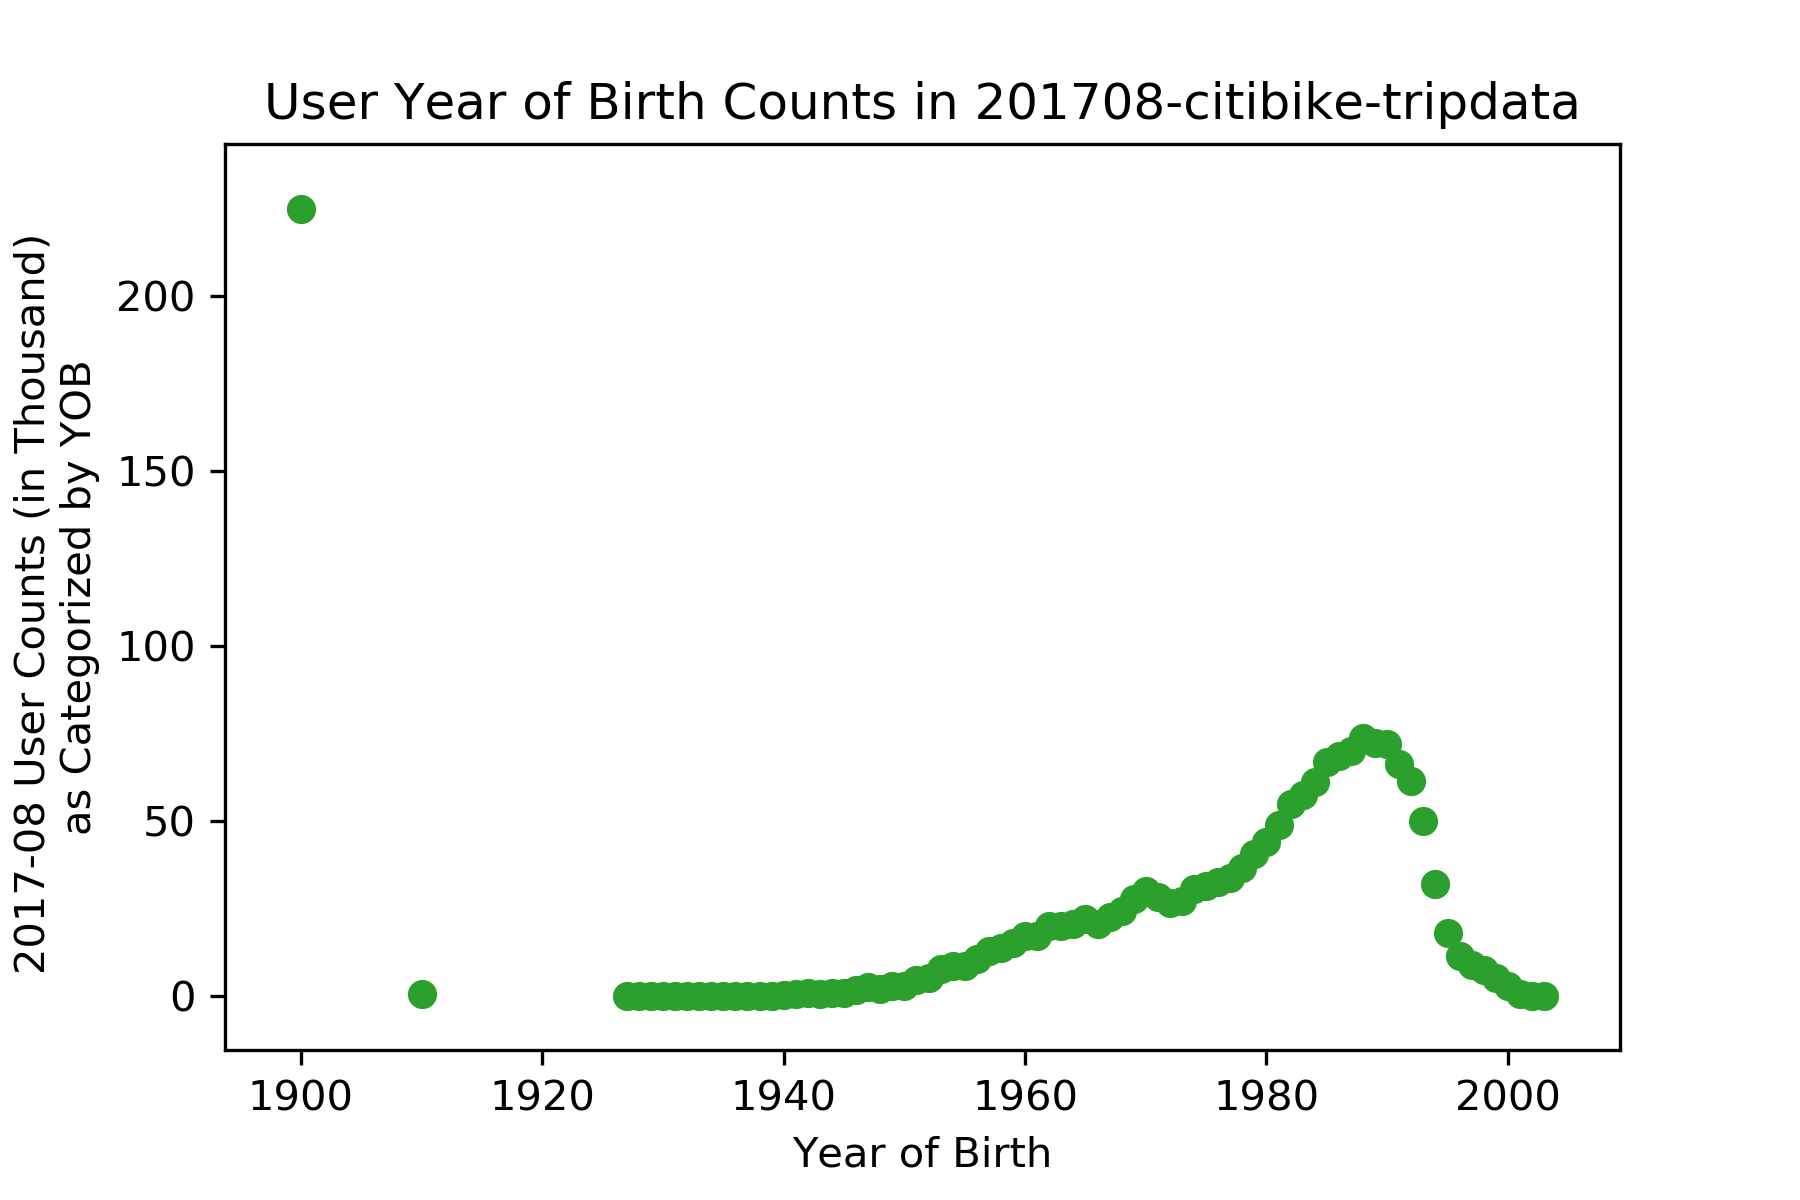 User Year of Birth Counts in 201708-citibike-tripdata
2017-08 User Counts (in Thousand)
as Categorized by YOB
200
150
100
50
0
1900 1920 1940 1960 1980 2000
Year of Birth